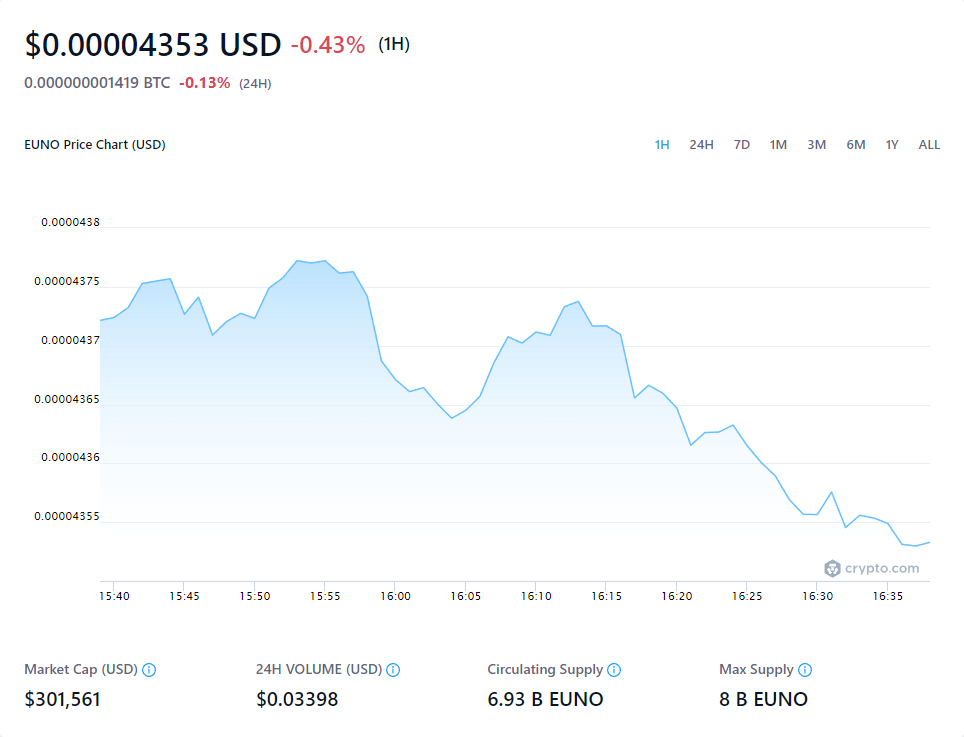 $0.00004353 USD -0.43% (1H)
0.000000001419 BTC -0.13% (24H)
EUNO Price Chart (USD) 1H 24H 7D 1M 3M 6M 1Y ALL
0.0000438
0.00004375
0.0000437
0.00004365
0.0000436
0.00004355
crypto.com
15:40 15:45 15:50 15:55 16:00 16:05 16:10 16:15 16:20 16:25 16:30 16:35
Market Cap (USD) 24H VOLUME (USD) Circulating Supply Max Supply
$301,561 $0.03398 6.93 B EUNO 8 B EUNO